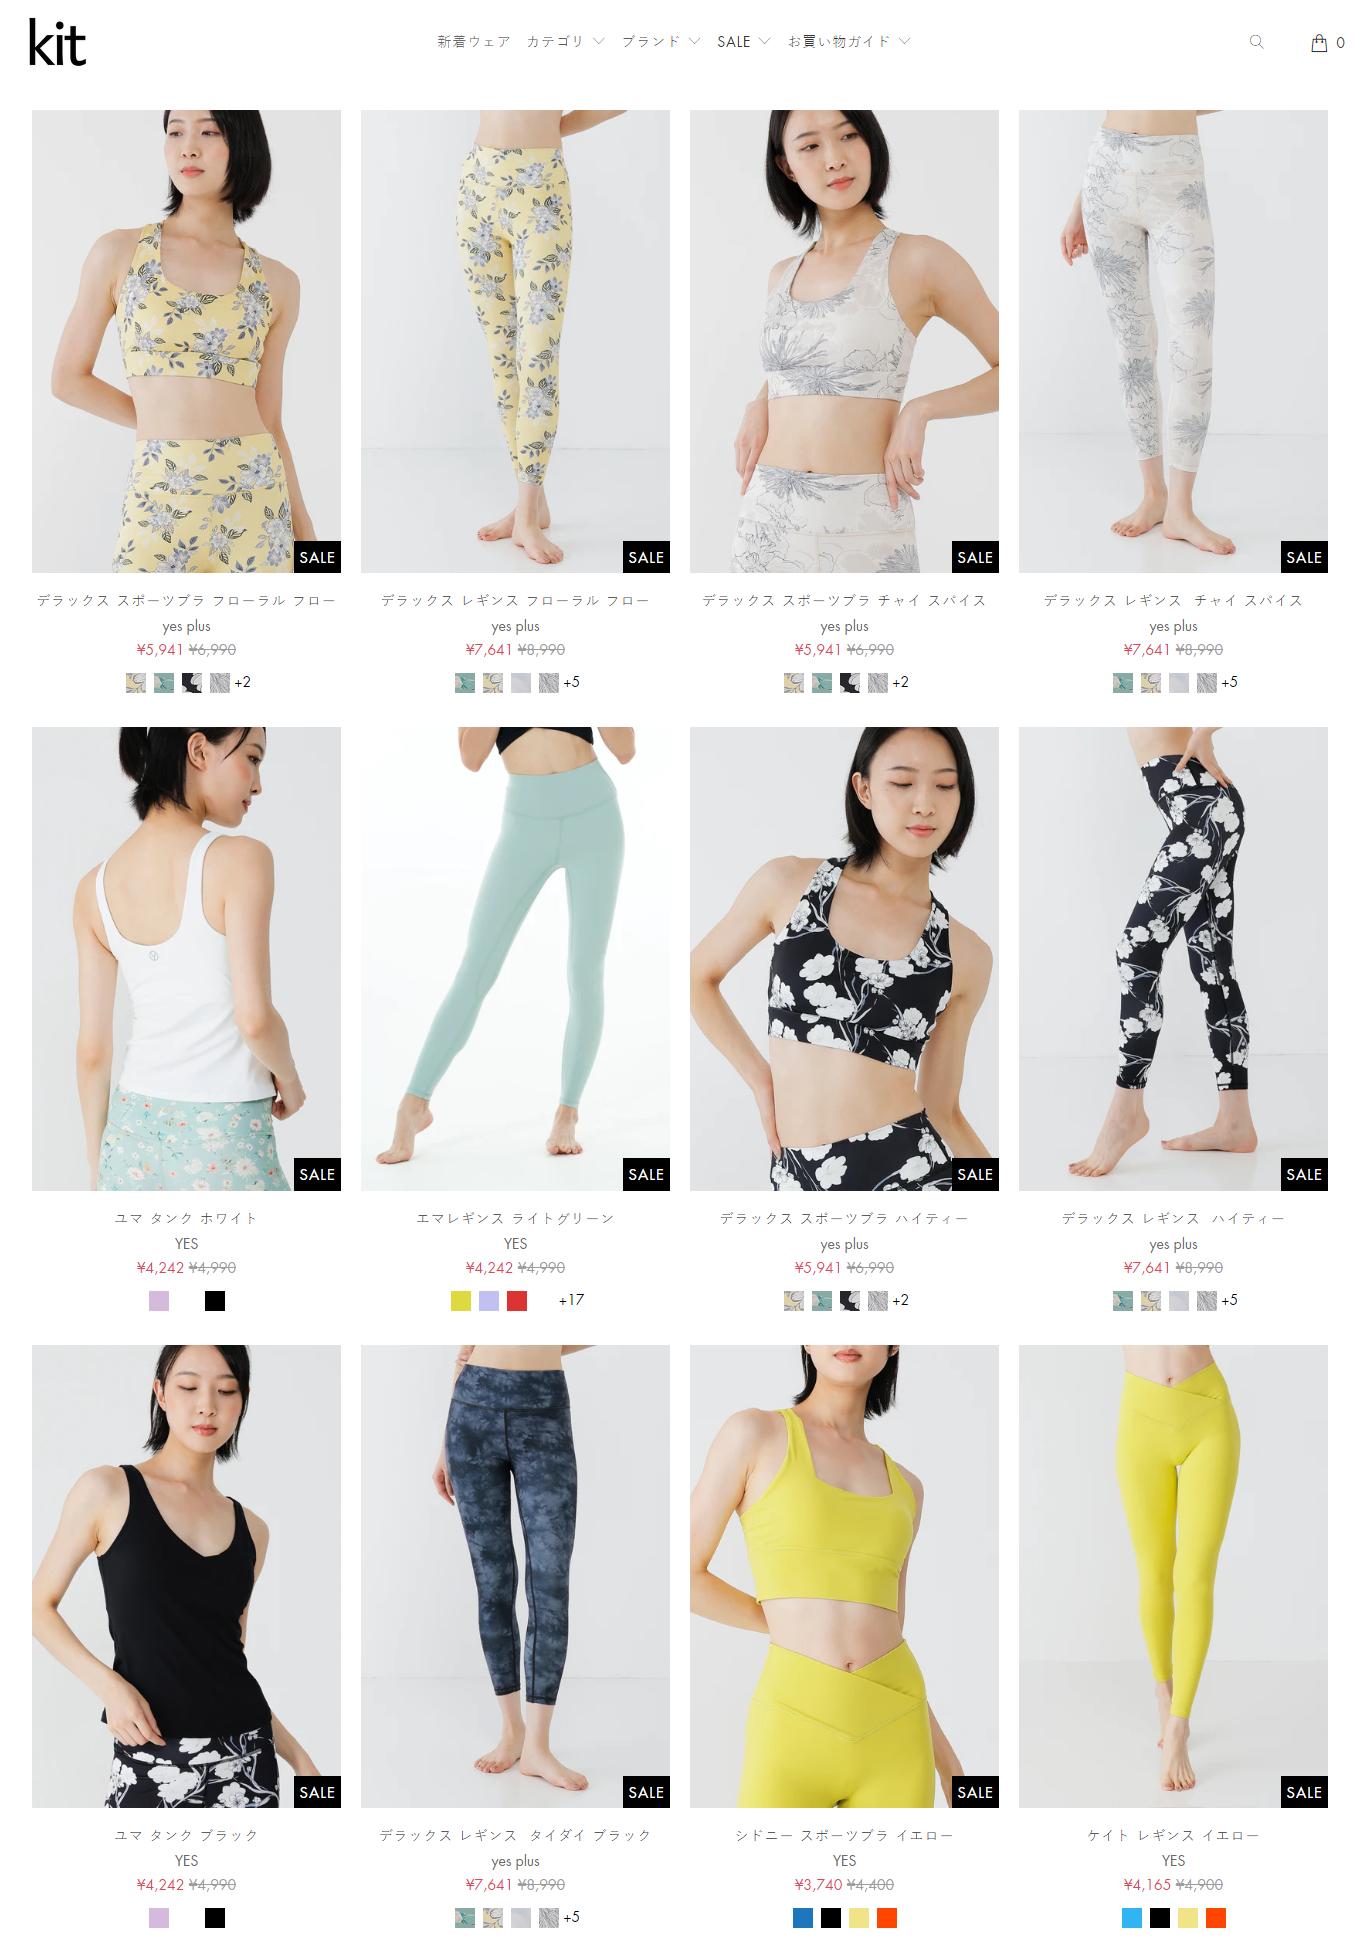 kit
新着ウェア カテゴリ ブランド SALE お買い物ガイド 0
SALE SALE SALE SALE
デラックス スポーツブラ フローラル フロー
yes plus
¥5,941 ¥6,990
+2
デラックス レギンス フローラル フロー
yes plus
¥7,641 ¥8,990
+5
デラックス スポーツブラ チャイ スパイス
yes plus
¥5,941 ¥6,990
+2
デラックス レギンス チャイ スパイス
yes plus
¥7,641 ¥8,990
+5
SALE SALE SALE SALE
ユマ タンク ホワイト
YES
¥4,242 ¥4,990
エマレギンス ライトグリーン
YES
¥4,242 ¥4,990
+17
デラックス スポーツブラ ハイティー
yes plus
¥5,941 ¥6,990
+2
デラックス レギンス ハイティー
yes plus
¥7,641 ¥8,990
+5
SALE SALE SALE SALE
ユマ タンク ブラック
YES
¥4,242 ¥4,990
デラックス レギンス タイダイ ブラック
yes plus
¥7,641 ¥8,990
+5
シドニー スポーツブラ イエロー
YES
¥3,740 ¥4,400
ケイト レギンス イエロー
YES
¥4,165 ¥4,900